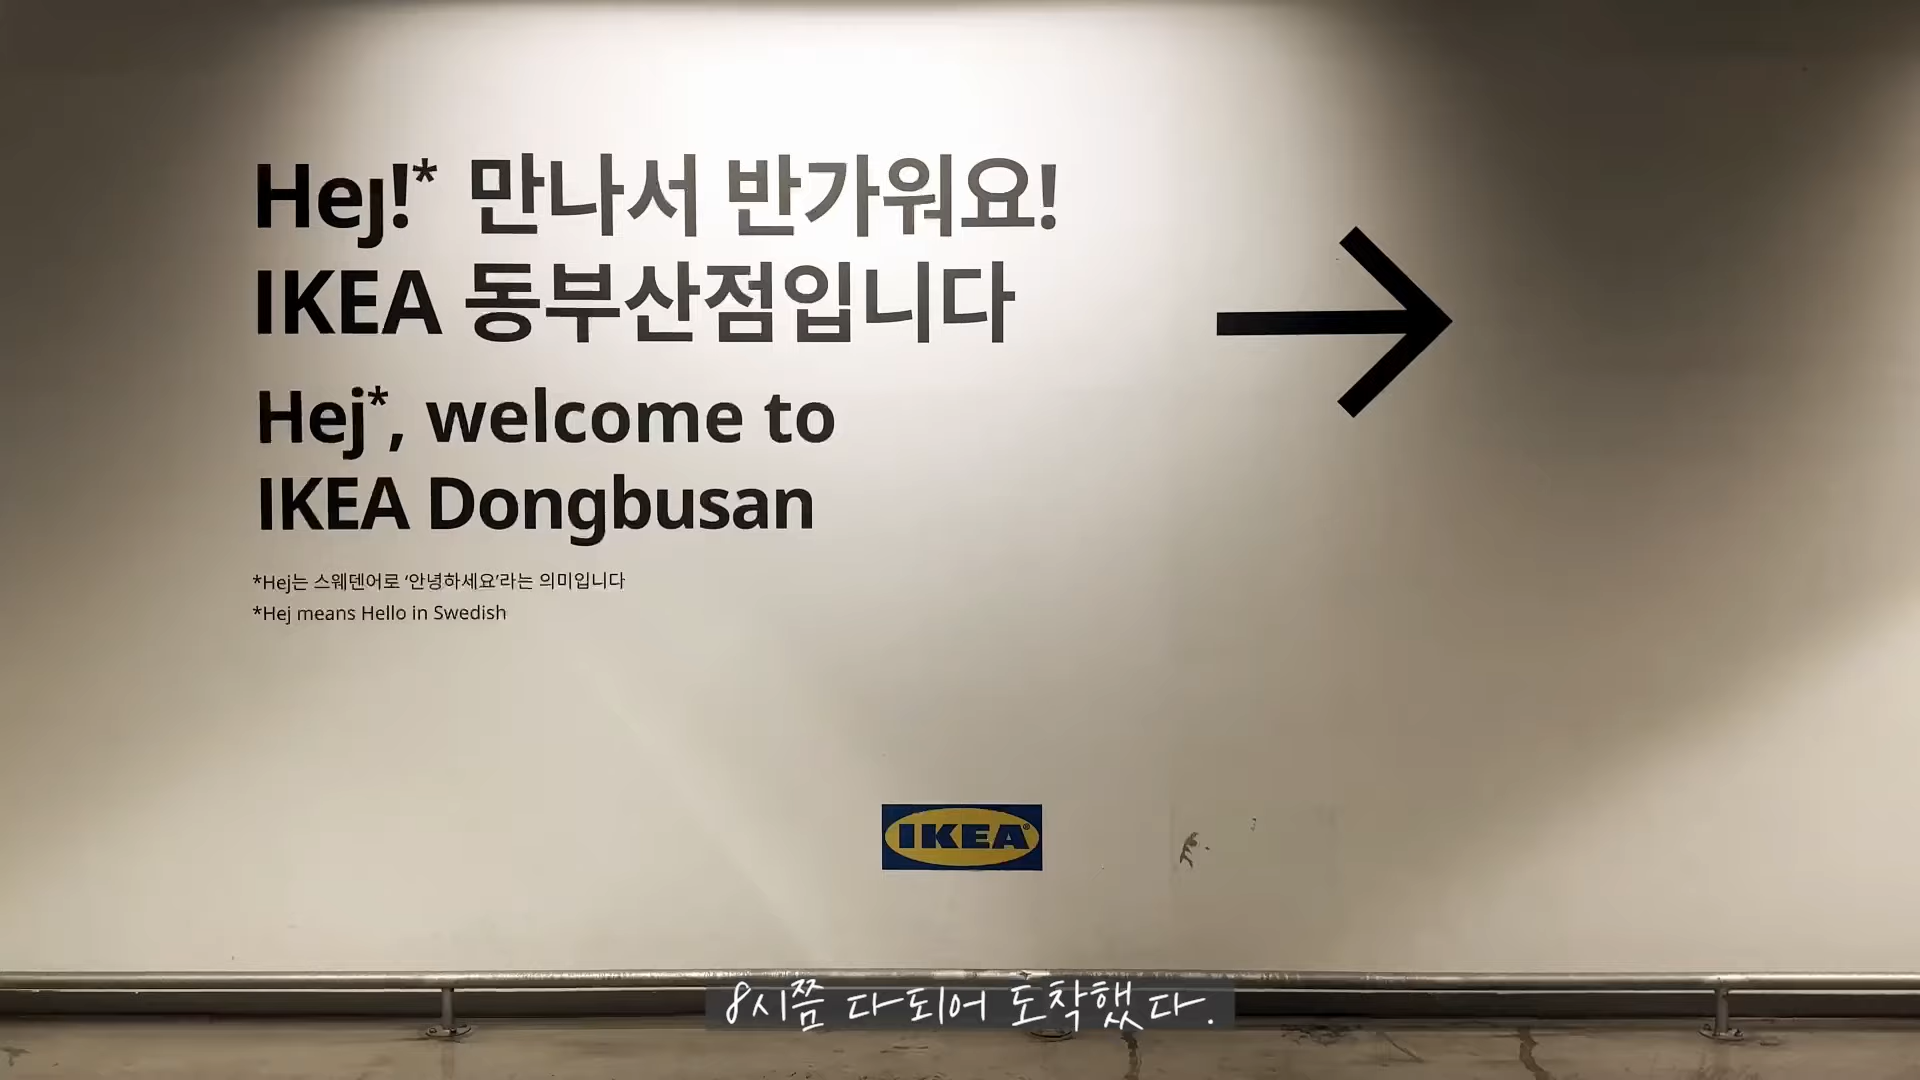 Hej!* 만나서 반가워요!
IKEA 동부산점입니다
Hej*, welcome to
IKEA Dongbusan
*Hej는 스웨덴어로 '안녕하세요'라는 의미입니다
*Hej means Hello in Swedish
IKEA®
8시쯤 다되어 도착했다.